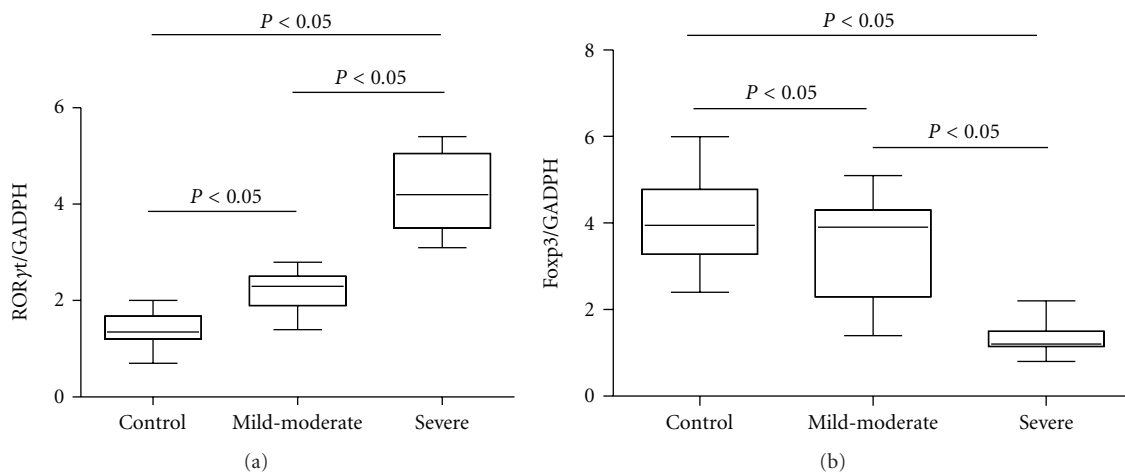 P < 0.05
P < 0.05
P < 0.05
RORγt/GADPH
6
4
2
0
Control
Mild-moderate
Severe
(a)
P < 0.05
P < 0.05
P < 0.05
Foxp3/GADPH
8
6
4
2
0
Control
Mild-moderate
Severe
(b)